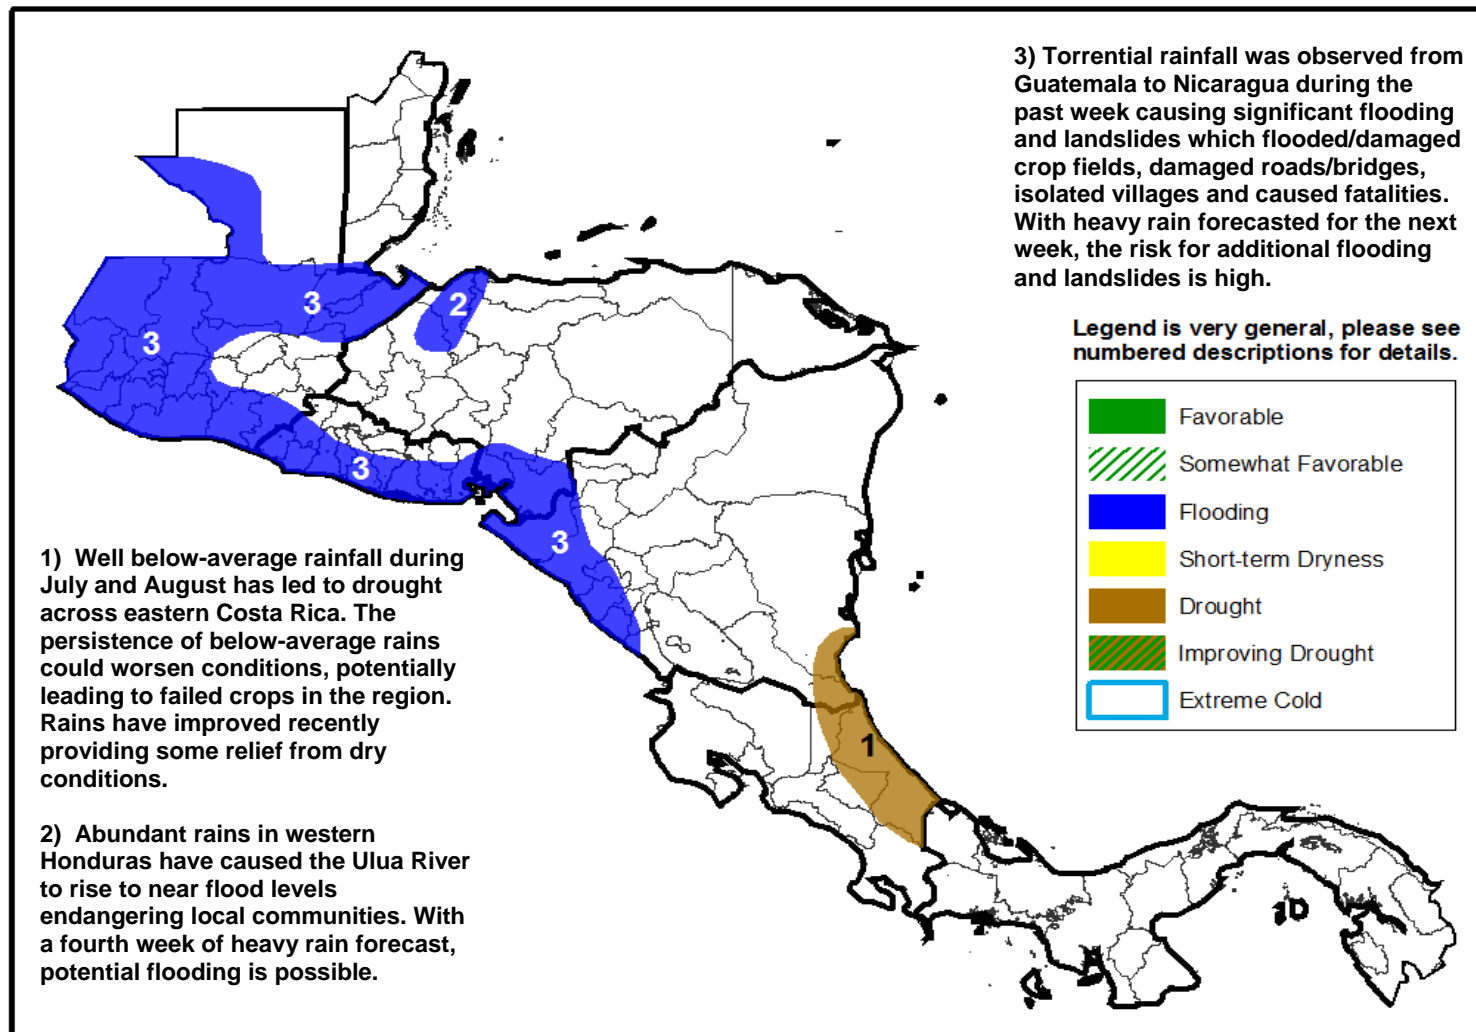 3) Torrential rainfall was observed from
Guatemala to Nicaragua during the
past week causing significant flooding
and landslides which flooded/damaged
crop fields, damaged roads/bridges,
isolated villages and caused fatalities.
With heavy rain forecasted for the next
week, the risk for additional flooding
and landslides is high.
Legend is very general, please see
numbered descriptions for details.
Favorable
Somewhat Favorable
Flooding
Short-term Dryness
Drought
Improving Drought
Extreme Cold
3
2
3
3
3
1
1) Well below-average rainfall during
July and August has led to drought
across eastern Costa Rica. The
persistence of below-average rains
could worsen conditions, potentially
leading to failed crops in the region.
Rains have improved recently
providing some relief from dry
conditions.
2) Abundant rains in western
Honduras have caused the Ulua River
to rise to near flood levels
endangering local communities. With
a fourth week of heavy rain forecast,
potential flooding is possible.